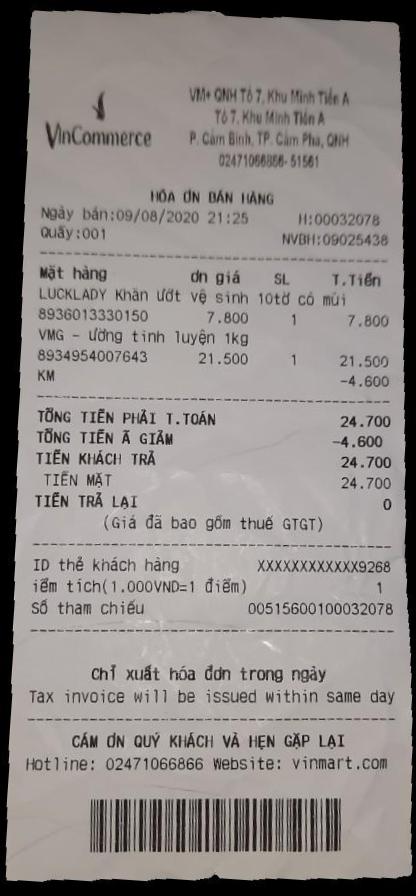 VinCommerce
VM+ QNH Tổ 7, Khu Minh Tiến A
Tổ 7, Khu Minh Tiến A
P. Cẩm Bình, TP. Cẩm Phả, QNH
02471066866-51561
HÓA ƠN BÁN HÀNG
Ngày bán:09/08/2020 21:25 H:00032078
Quầy:001 NVBH:09025438
Mặt hàng ơn giá SL T.Tiền
LUCKLADY Khăn ướt vệ sinh 10tờ có mùi
8936013330150 7.800 1 7.800
VMG - ường tinh luyện 1kg
8934954007643 21.500 1 21.500
KM -4.600
TỔNG TIỀN PHẢI T.TOÁN 24.700
TỔNG TIỀN Ã GIẢM -4.600
TIỀN KHÁCH TRẢ 24.700
TIỀN MẶT 24.700
TIỀN TRẢ LẠI 0
(Giá đã bao gồm thuế GTGT)
ID thẻ khách hàng XXXXXXXXXXXX9268
iểm tích(1.000VND=1 điểm) 1
Số tham chiếu 00515600100032078
Chỉ xuất hóa đơn trong ngày
Tax invoice will be issued within same day
CÁM ƠN QUÝ KHÁCH VÀ HẸN GẶP LẠI
Hotline: 02471066866 Website: vinmart.com